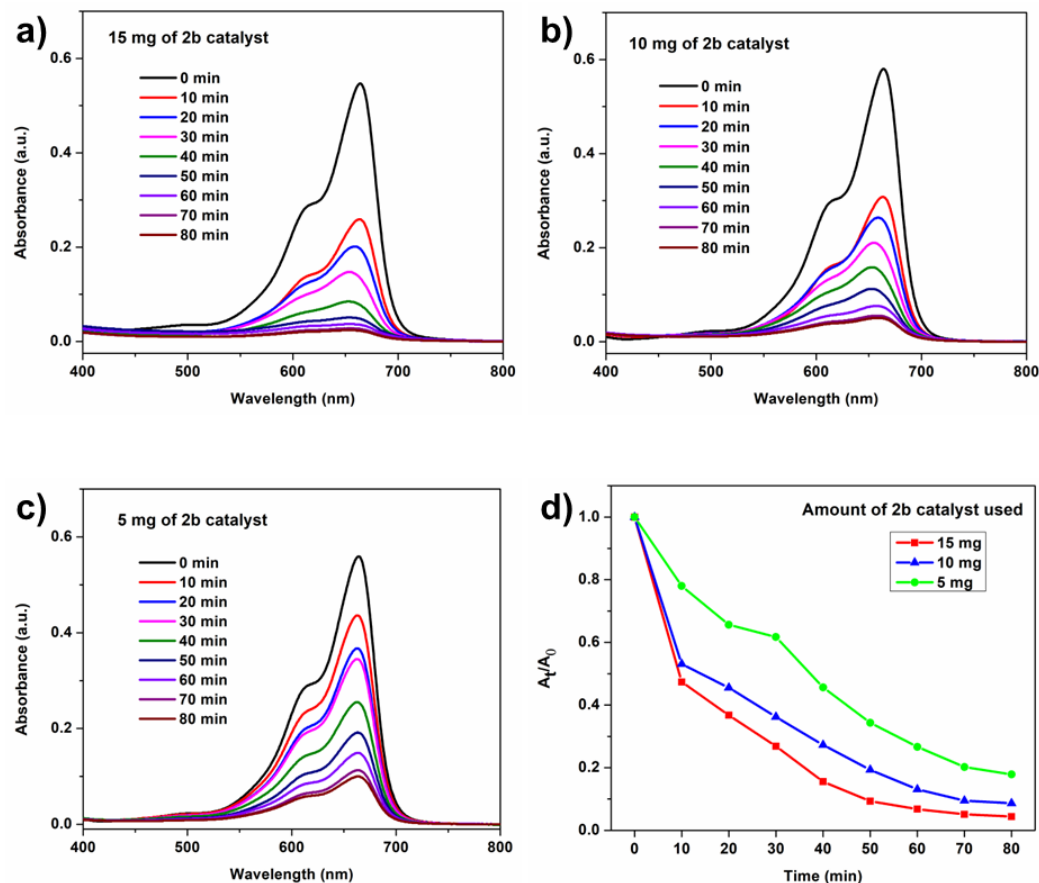 a)
15 mg of 2b catalyst
0 min
10 min
20 min
30 min
40 min
50 min
60 min
70 min
80 min
0.6
0.4
0.2
0.0
Absorbance (a.u.)
400
500
600
700
800
Wavelength (nm)
b)
10 mg of 2b catalyst
0 min
10 min
20 min
30 min
40 min
50 min
60 min
70 min
80 min
0.6
0.4
0.2
0.0
Absorbance (a.u.)
400
500
600
700
800
Wavelength (nm)
c)
5 mg of 2b catalyst
0 min
10 min
20 min
30 min
40 min
50 min
60 min
70 min
80 min
0.6
0.4
0.2
0.0
Absorbance (a.u.)
400
500
600
700
800
Wavelength (nm)
d)
Amount of 2b catalyst used
15 mg
10 mg
5 mg
1.0
0.8
0.6
0.4
0.2
0.0
At/A0
0
10
20
30
40
50
60
70
80
Time (min)